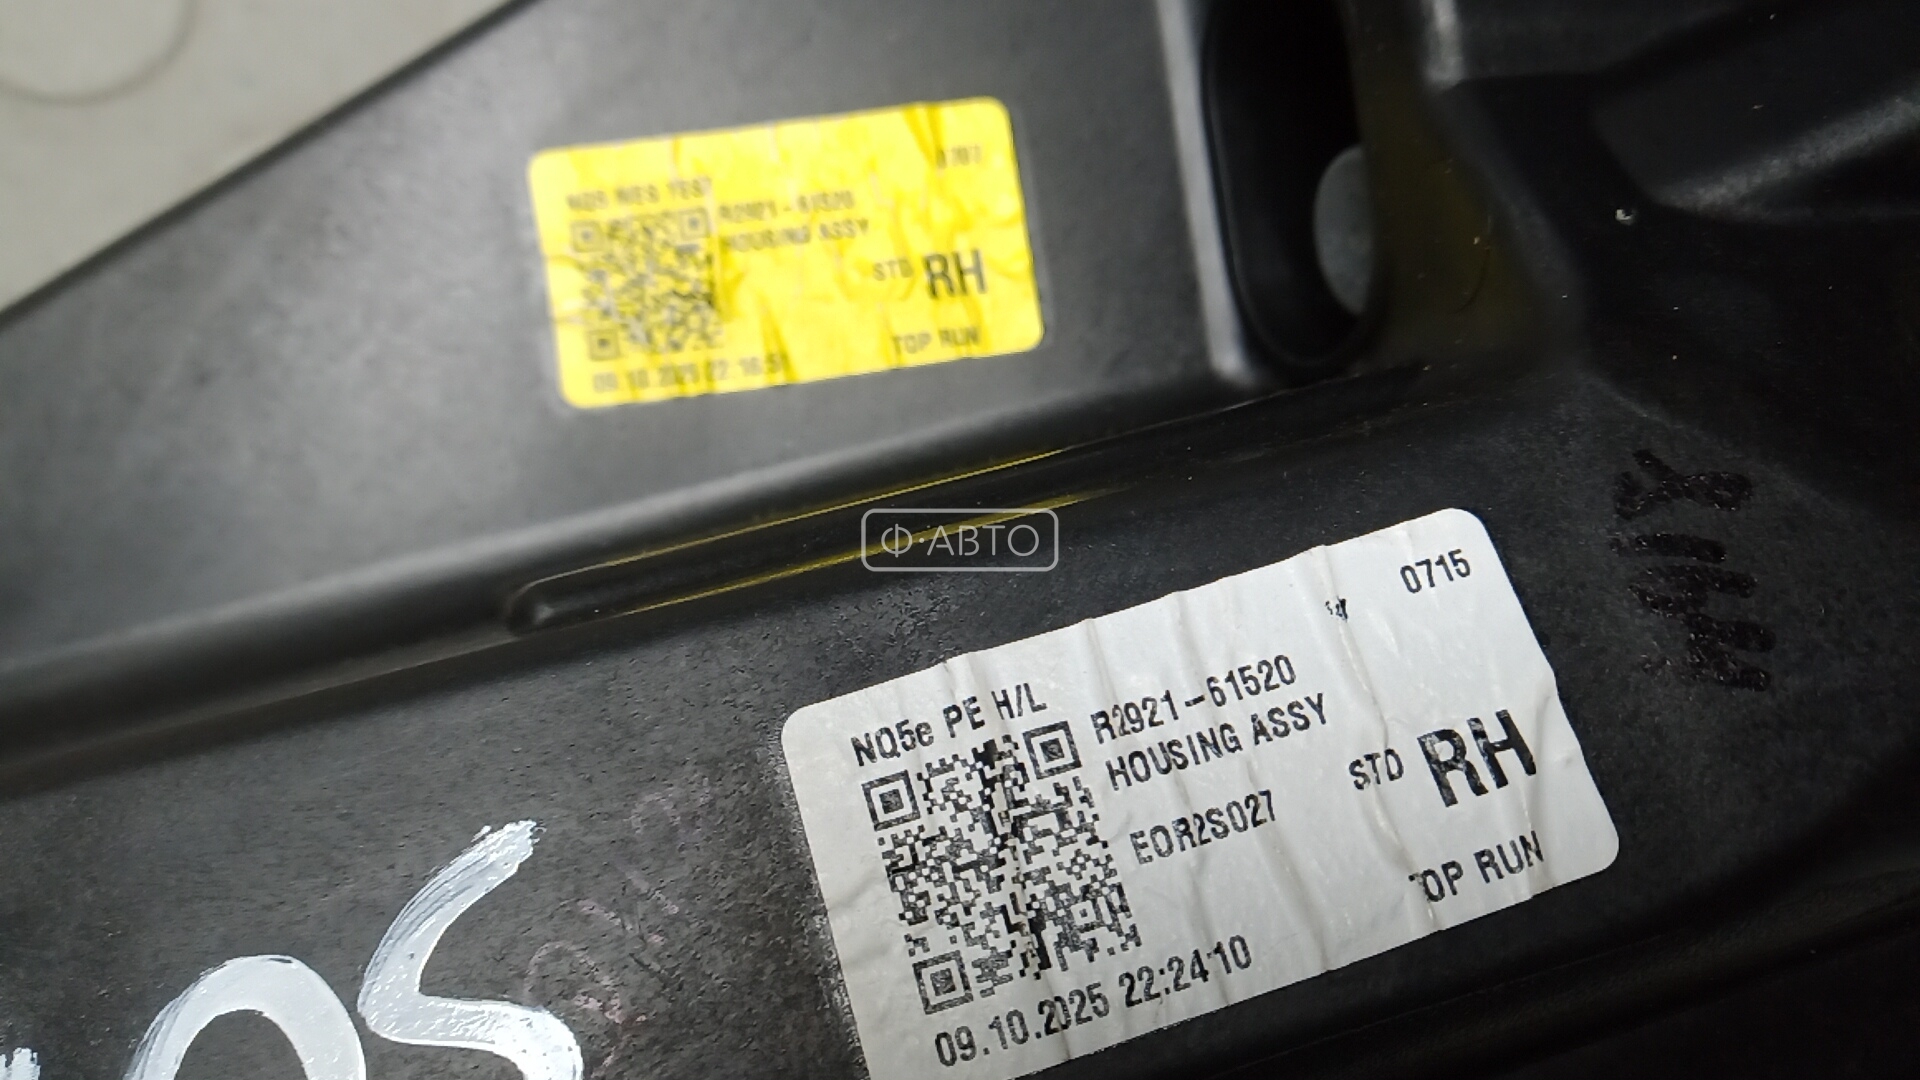 0707
R2921-61520
HOUSING ASSY
STD RH
TOP RUN
Ф·АВТО
0715
NQ5e PE H/L
R2921-61520
HOUSING ASSY
STD RH
EOR2S027
TOP RUN
09.10.2025 22:24:10